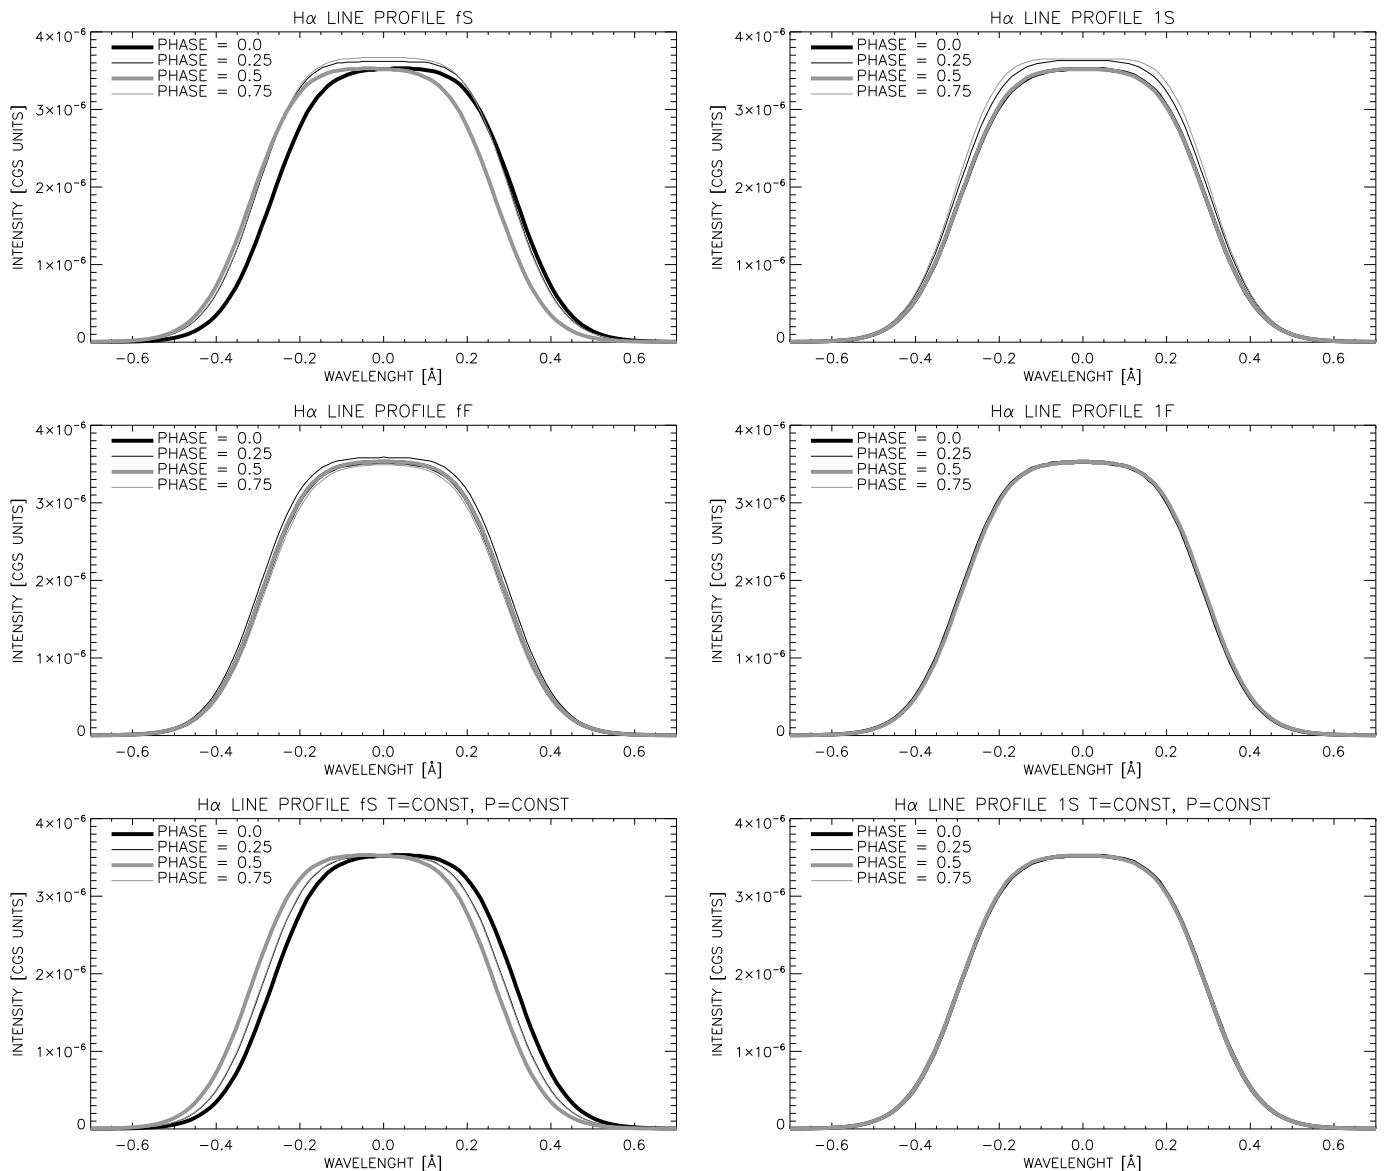 Hα LINE PROFILE fS
4×10⁻⁶
3×10⁻⁶
2×10⁻⁶
1×10⁻⁶
0
INTENSITY [CGS UNITS]
PHASE = 0.0
PHASE = 0.25
PHASE = 0.5
PHASE = 0.75
−0.6 −0.4 −0.2 0.0 0.2 0.4 0.6
WAVELENGHT [Å]
Hα LINE PROFILE 1S
4×10⁻⁶
3×10⁻⁶
2×10⁻⁶
1×10⁻⁶
0
INTENSITY [CGS UNITS]
PHASE = 0.0
PHASE = 0.25
PHASE = 0.5
PHASE = 0.75
−0.6 −0.4 −0.2 0.0 0.2 0.4 0.6
WAVELENGHT [Å]
Hα LINE PROFILE fF
4×10⁻⁶
3×10⁻⁶
2×10⁻⁶
1×10⁻⁶
0
INTENSITY [CGS UNITS]
PHASE = 0.0
PHASE = 0.25
PHASE = 0.5
PHASE = 0.75
−0.6 −0.4 −0.2 0.0 0.2 0.4 0.6
WAVELENGHT [Å]
Hα LINE PROFILE 1F
4×10⁻⁶
3×10⁻⁶
2×10⁻⁶
1×10⁻⁶
0
INTENSITY [CGS UNITS]
PHASE = 0.0
PHASE = 0.25
PHASE = 0.5
PHASE = 0.75
−0.6 −0.4 −0.2 0.0 0.2 0.4 0.6
WAVELENGHT [Å]
Hα LINE PROFILE fS T=CONST, P=CONST
4×10⁻⁶
3×10⁻⁶
2×10⁻⁶
1×10⁻⁶
0
INTENSITY [CGS UNITS]
PHASE = 0.0
PHASE = 0.25
PHASE = 0.5
PHASE = 0.75
−0.6 −0.4 −0.2 0.0 0.2 0.4 0.6
WAVELENGHT [Å]
Hα LINE PROFILE 1S T=CONST, P=CONST
4×10⁻⁶
3×10⁻⁶
2×10⁻⁶
1×10⁻⁶
0
INTENSITY [CGS UNITS]
PHASE = 0.0
PHASE = 0.25
PHASE = 0.5
PHASE = 0.75
−0.6 −0.4 −0.2 0.0 0.2 0.4 0.6
WAVELENGHT [Å]